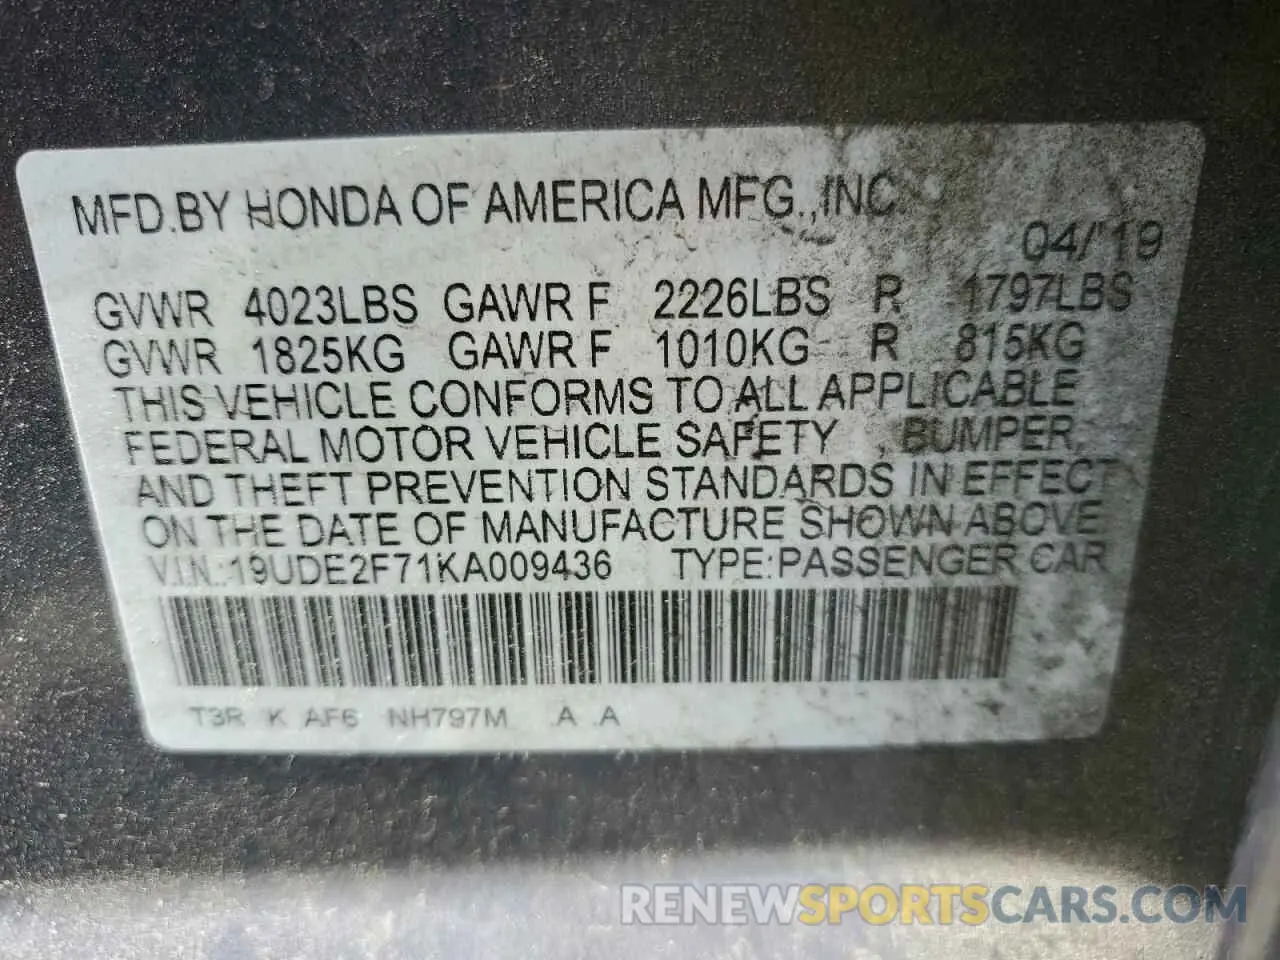 MFD.BY HONDA OF AMERICA MFG.,INC.
04/'19
GVWR 4023LBS GAWR F 2226LBS R 1797LBS
GVWR 1825KG GAWR F 1010KG R 815KG
THIS VEHICLE CONFORMS TO ALL APPLICABLE
FEDERAL MOTOR VEHICLE SAFETY , BUMPER,
AND THEFT PREVENTION STANDARDS IN EFFECT
ON THE DATE OF MANUFACTURE SHOWN ABOVE
V.I.N.:19UDE2F71KA009436 TYPE:PASSENGER CAR
T3R K AF6 NH797M A A
RENEWSPORTSCARS.COM